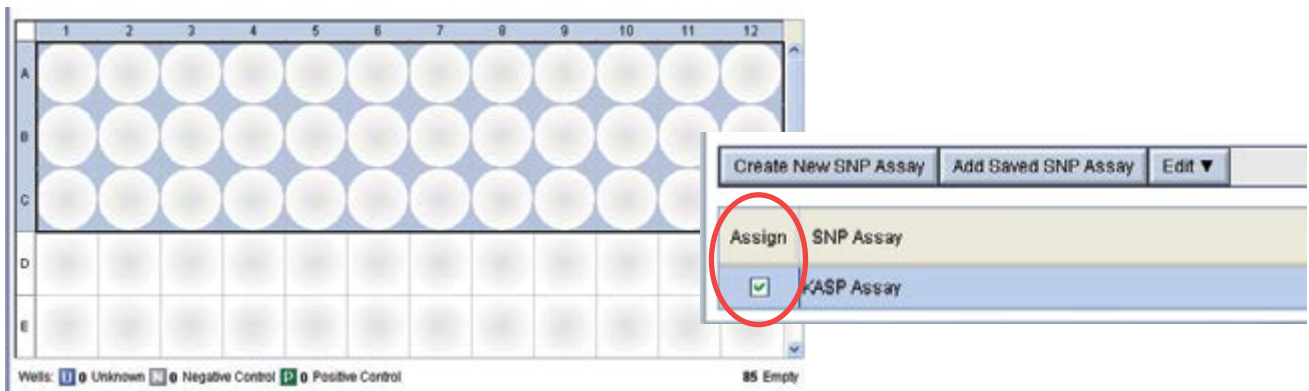 1 2 3 4 5 6 7 8 9 10 11 12
A
B
C
D
E
Create New SNP Assay Add Saved SNP Assay Edit ▼
Assign SNP Assay
KASP Assay
Wells: U 0 Unknown N 0 Negative Control P 0 Positive Control 85 Empty